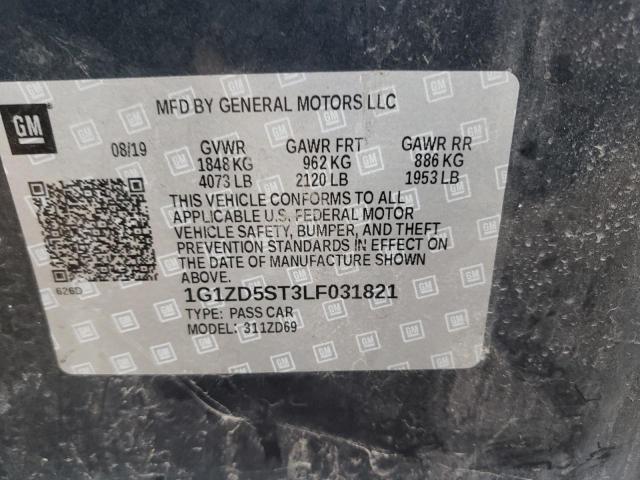 GM
MFD BY GENERAL MOTORS LLC
08/19 GVWR GAWR FRT GAWR RR
1848 KG 962 KG 886 KG
4073 LB 2120 LB 1953 LB
THIS VEHICLE CONFORMS TO ALL
APPLICABLE U.S. FEDERAL MOTOR
VEHICLE SAFETY, BUMPER, AND THEFT
PREVENTION STANDARDS IN EFFECT ON
THE DATE OF MANUFACTURE SHOWN
ABOVE.
626D
1G1ZD5ST3LF031821
TYPE: PASS CAR
MODEL: 311ZD69